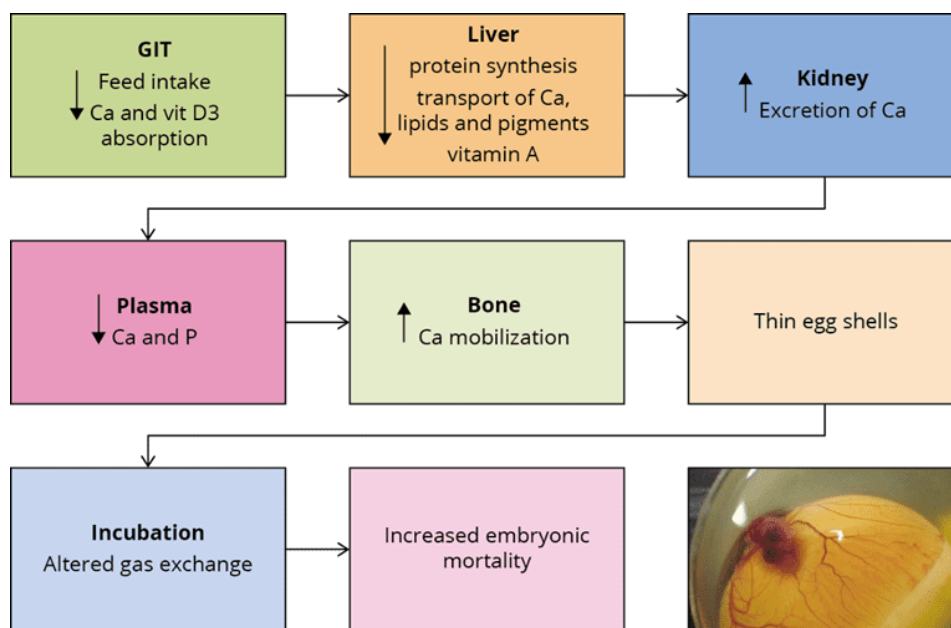 GIT
Feed intake
Ca and vit D3
absorption
Liver
protein synthesis
transport of Ca,
lipids and pigments
vitamin A
Kidney
Excretion of Ca
Plasma
Ca and P
Bone
Ca mobilization
Thin egg shells
Incubation
Altered gas exchange
Increased embryonic
mortality